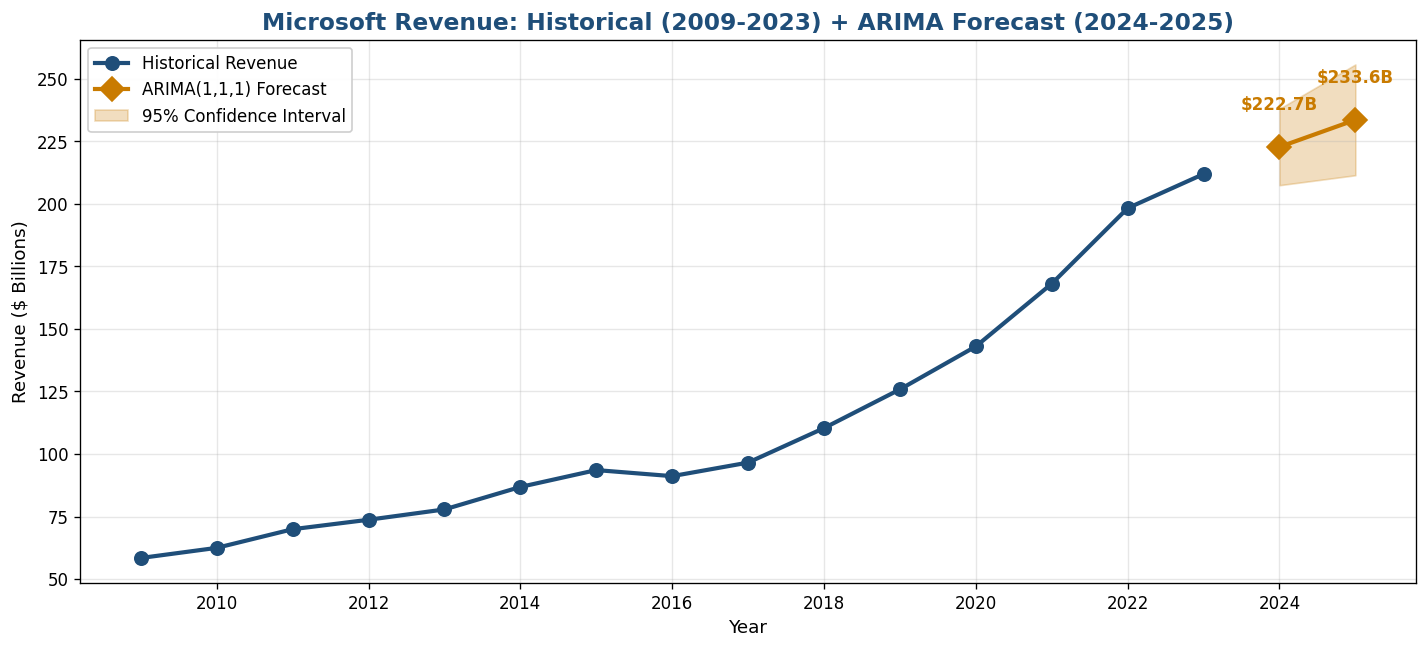 Microsoft Revenue: Historical (2009-2023) + ARIMA Forecast (2024-2025)
Historical Revenue
ARIMA(1,1,1) Forecast
95% Confidence Interval
$233.6B
$222.7B
250
225
200
175
150
125
100
75
50
Revenue ($ Billions)
2010 2012 2014 2016 2018 2020 2022 2024
Year